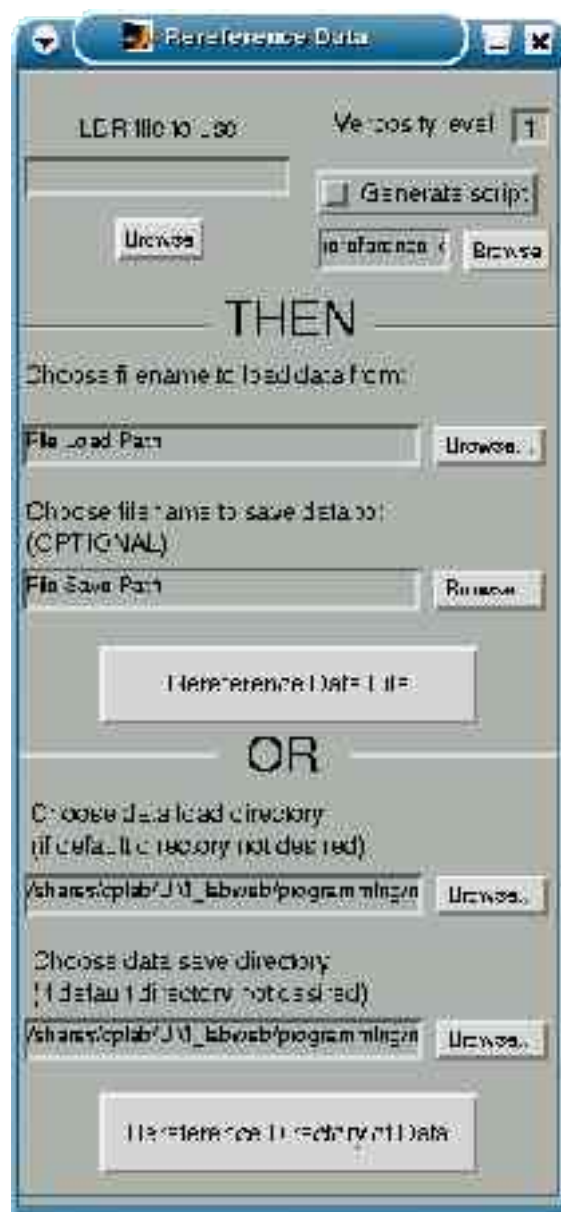 Rereference Data
LDR file to use
Verbosity level 1
Generate script
Browse
Browse
THEN
Choose filename to load data from:
File Load Path
Browse...
Choose filename to save data to:
(OPTIONAL)
File Save Path
Browse...
Rereference Data File
OR
Choose data load directory
(if default directory not desired)
Browse...
Choose data save directory
(if default directory not desired)
Browse...
Rereference Directory of Data